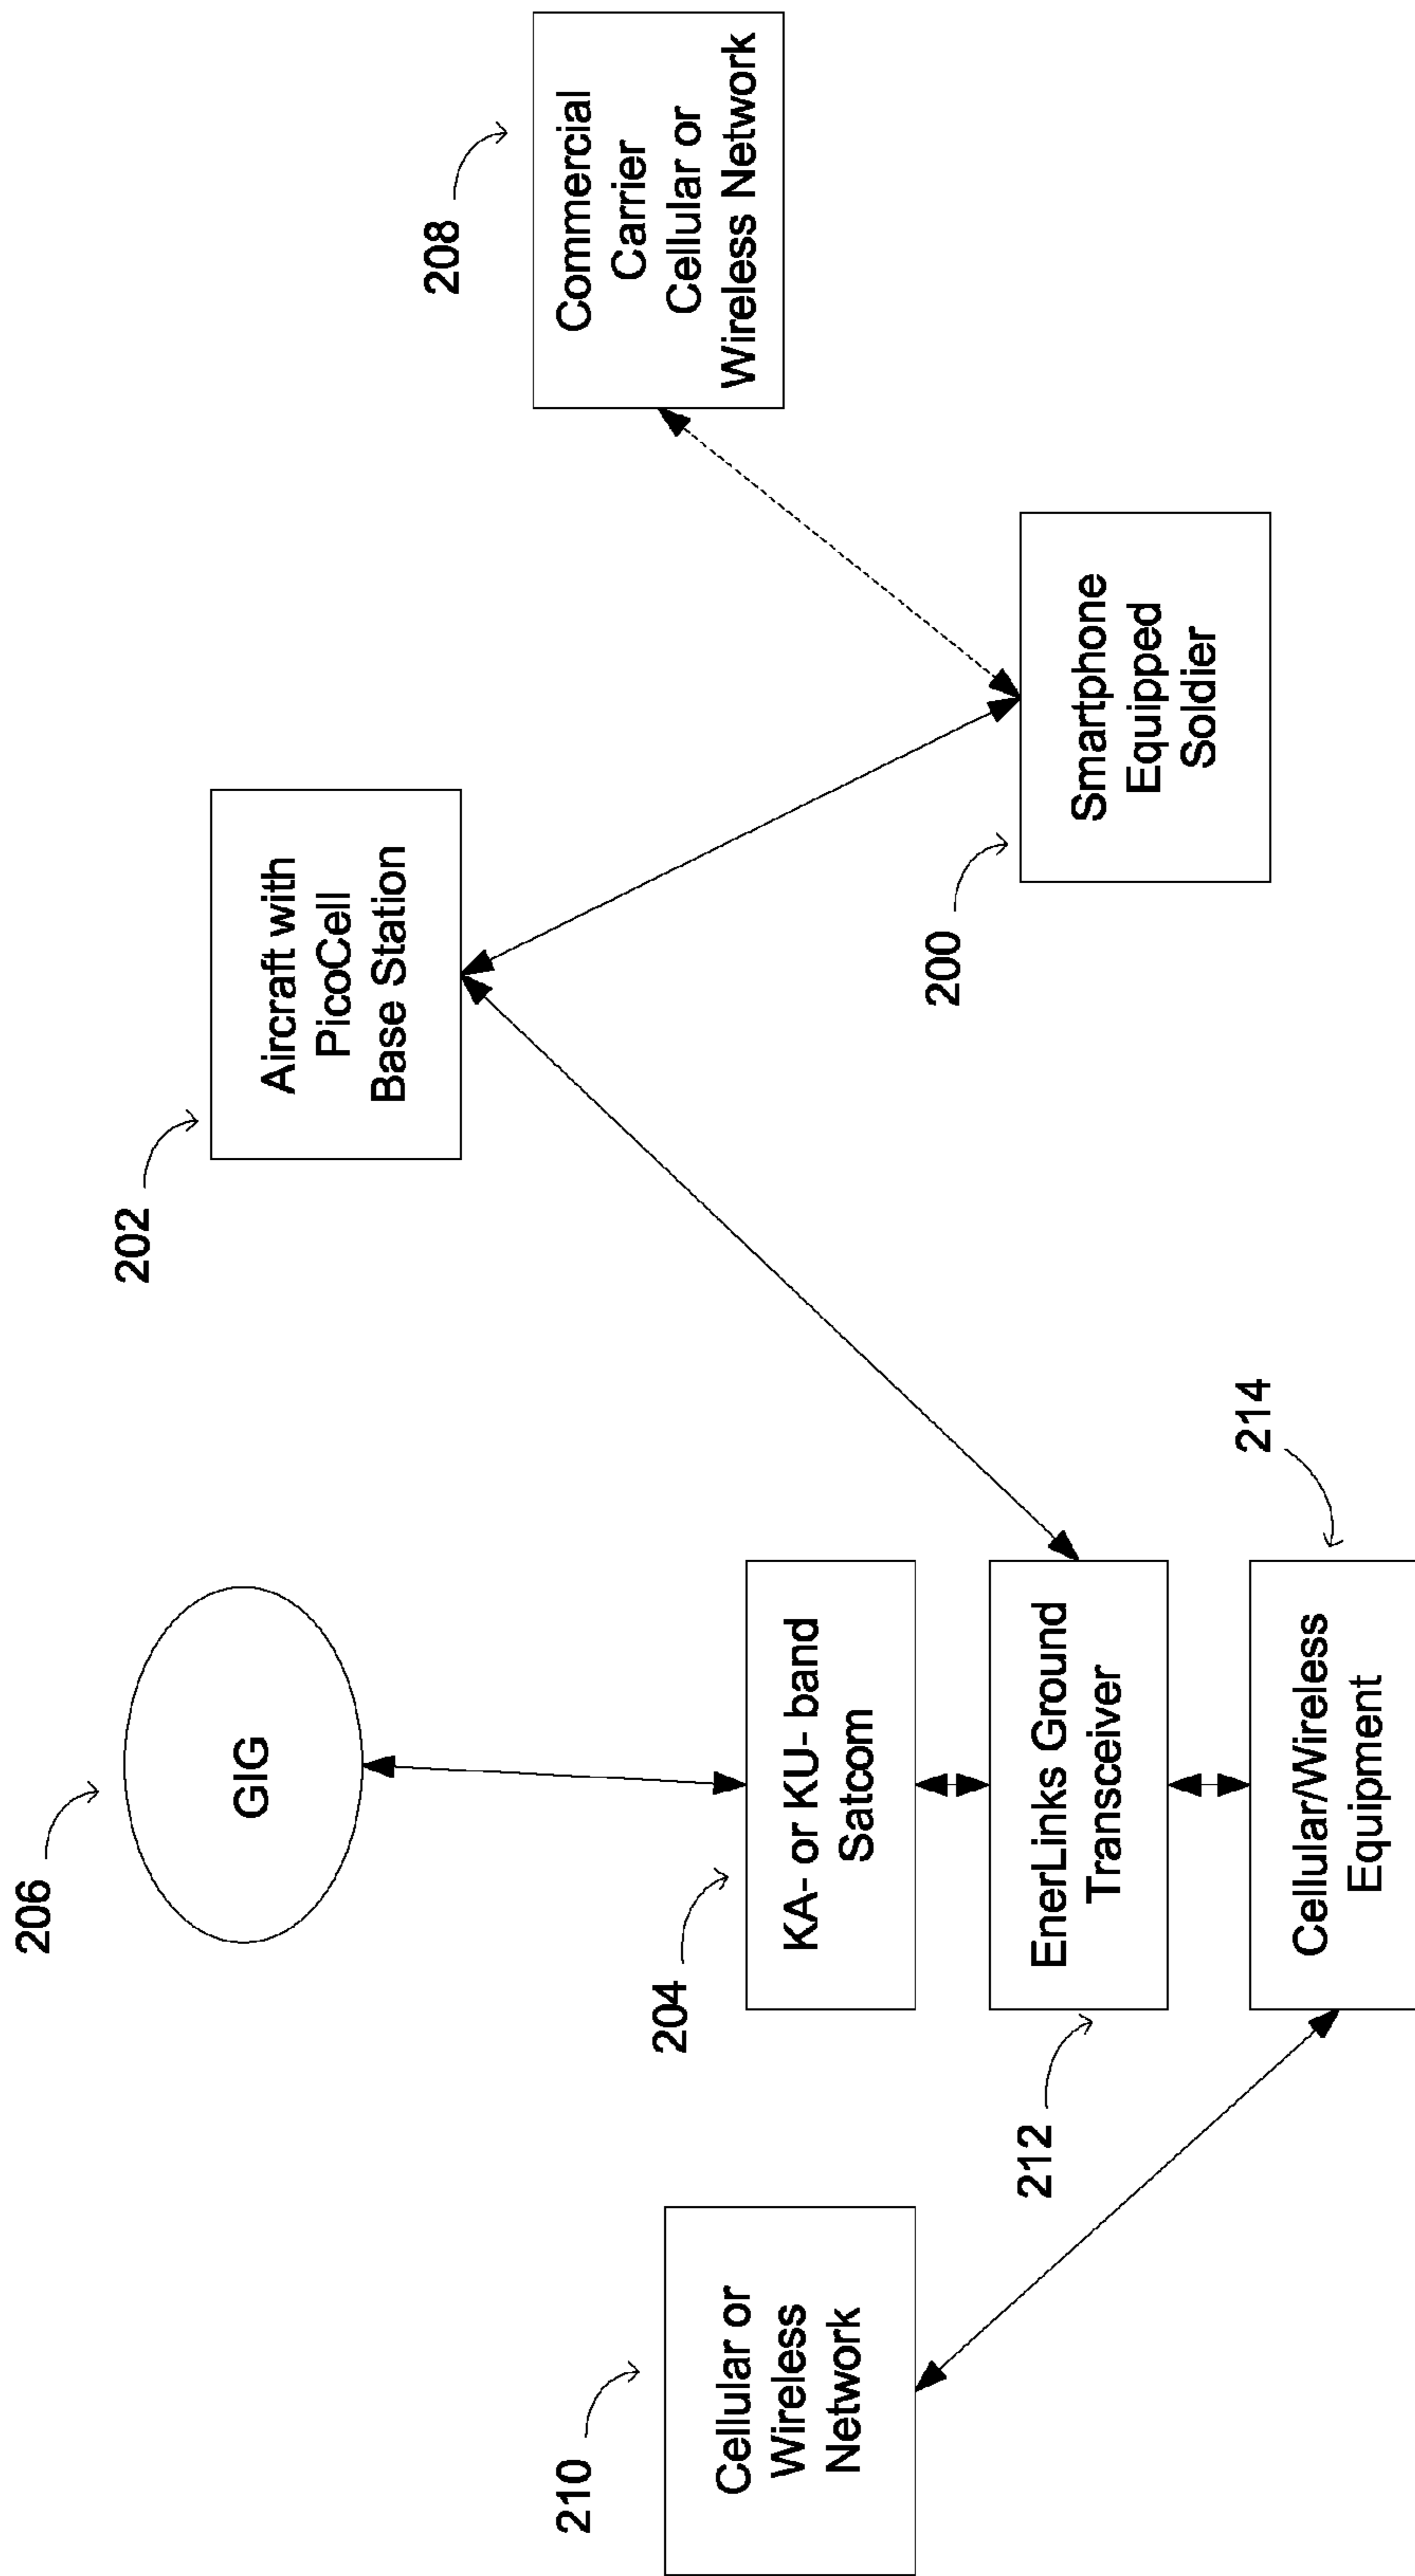 206
GIG
202
Aircraft with
PicoCell
Base Station
208
Commercial
Carrier
Cellular or
Wireless Network
210
Cellular or
Wireless
Network
204
KA- or KU- band
Satcom
212
EnerLinks Ground
Transceiver
200
Smartphone
Equipped
Soldier
214
Cellular/Wireless
Equipment